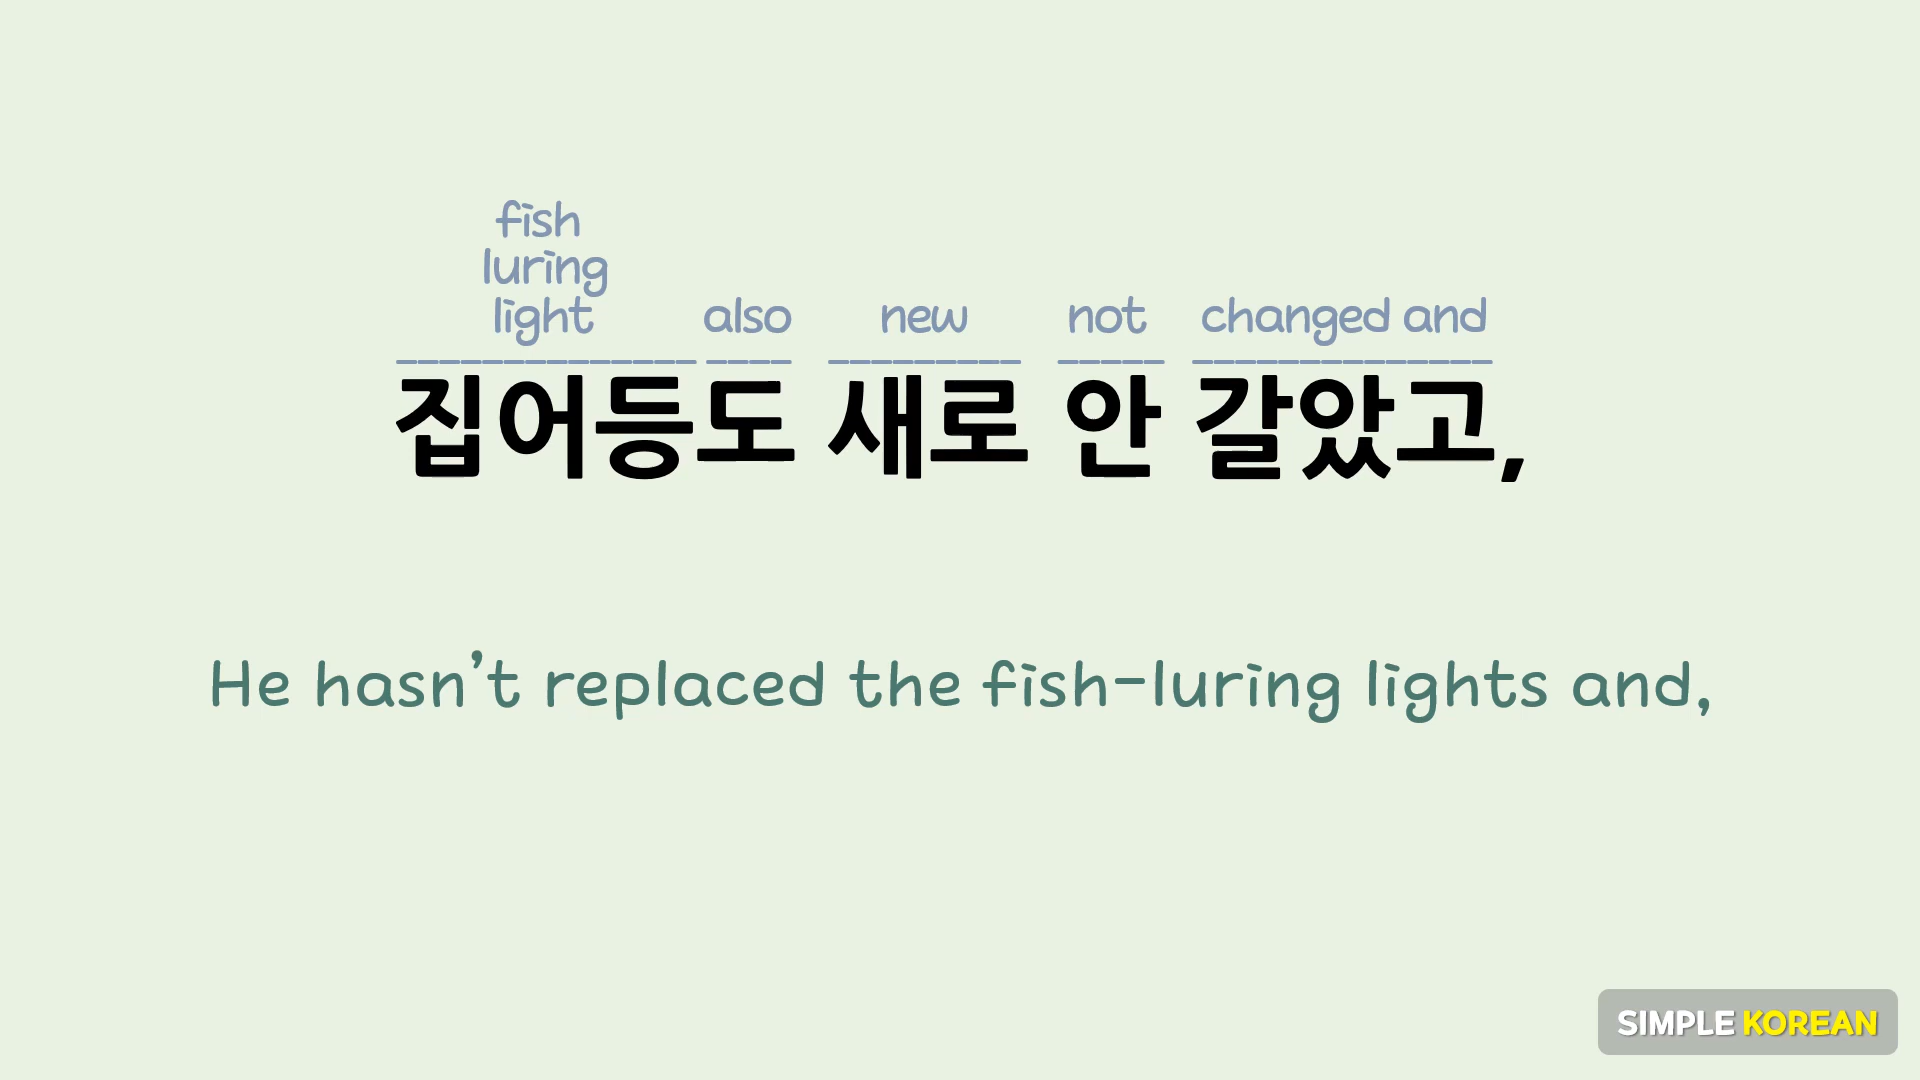 fish
luring
light also new not changed and
집어등도 새로 안 갈았고,
He hasn't replaced the fish-luring lights and,
SIMPLE KOREAN